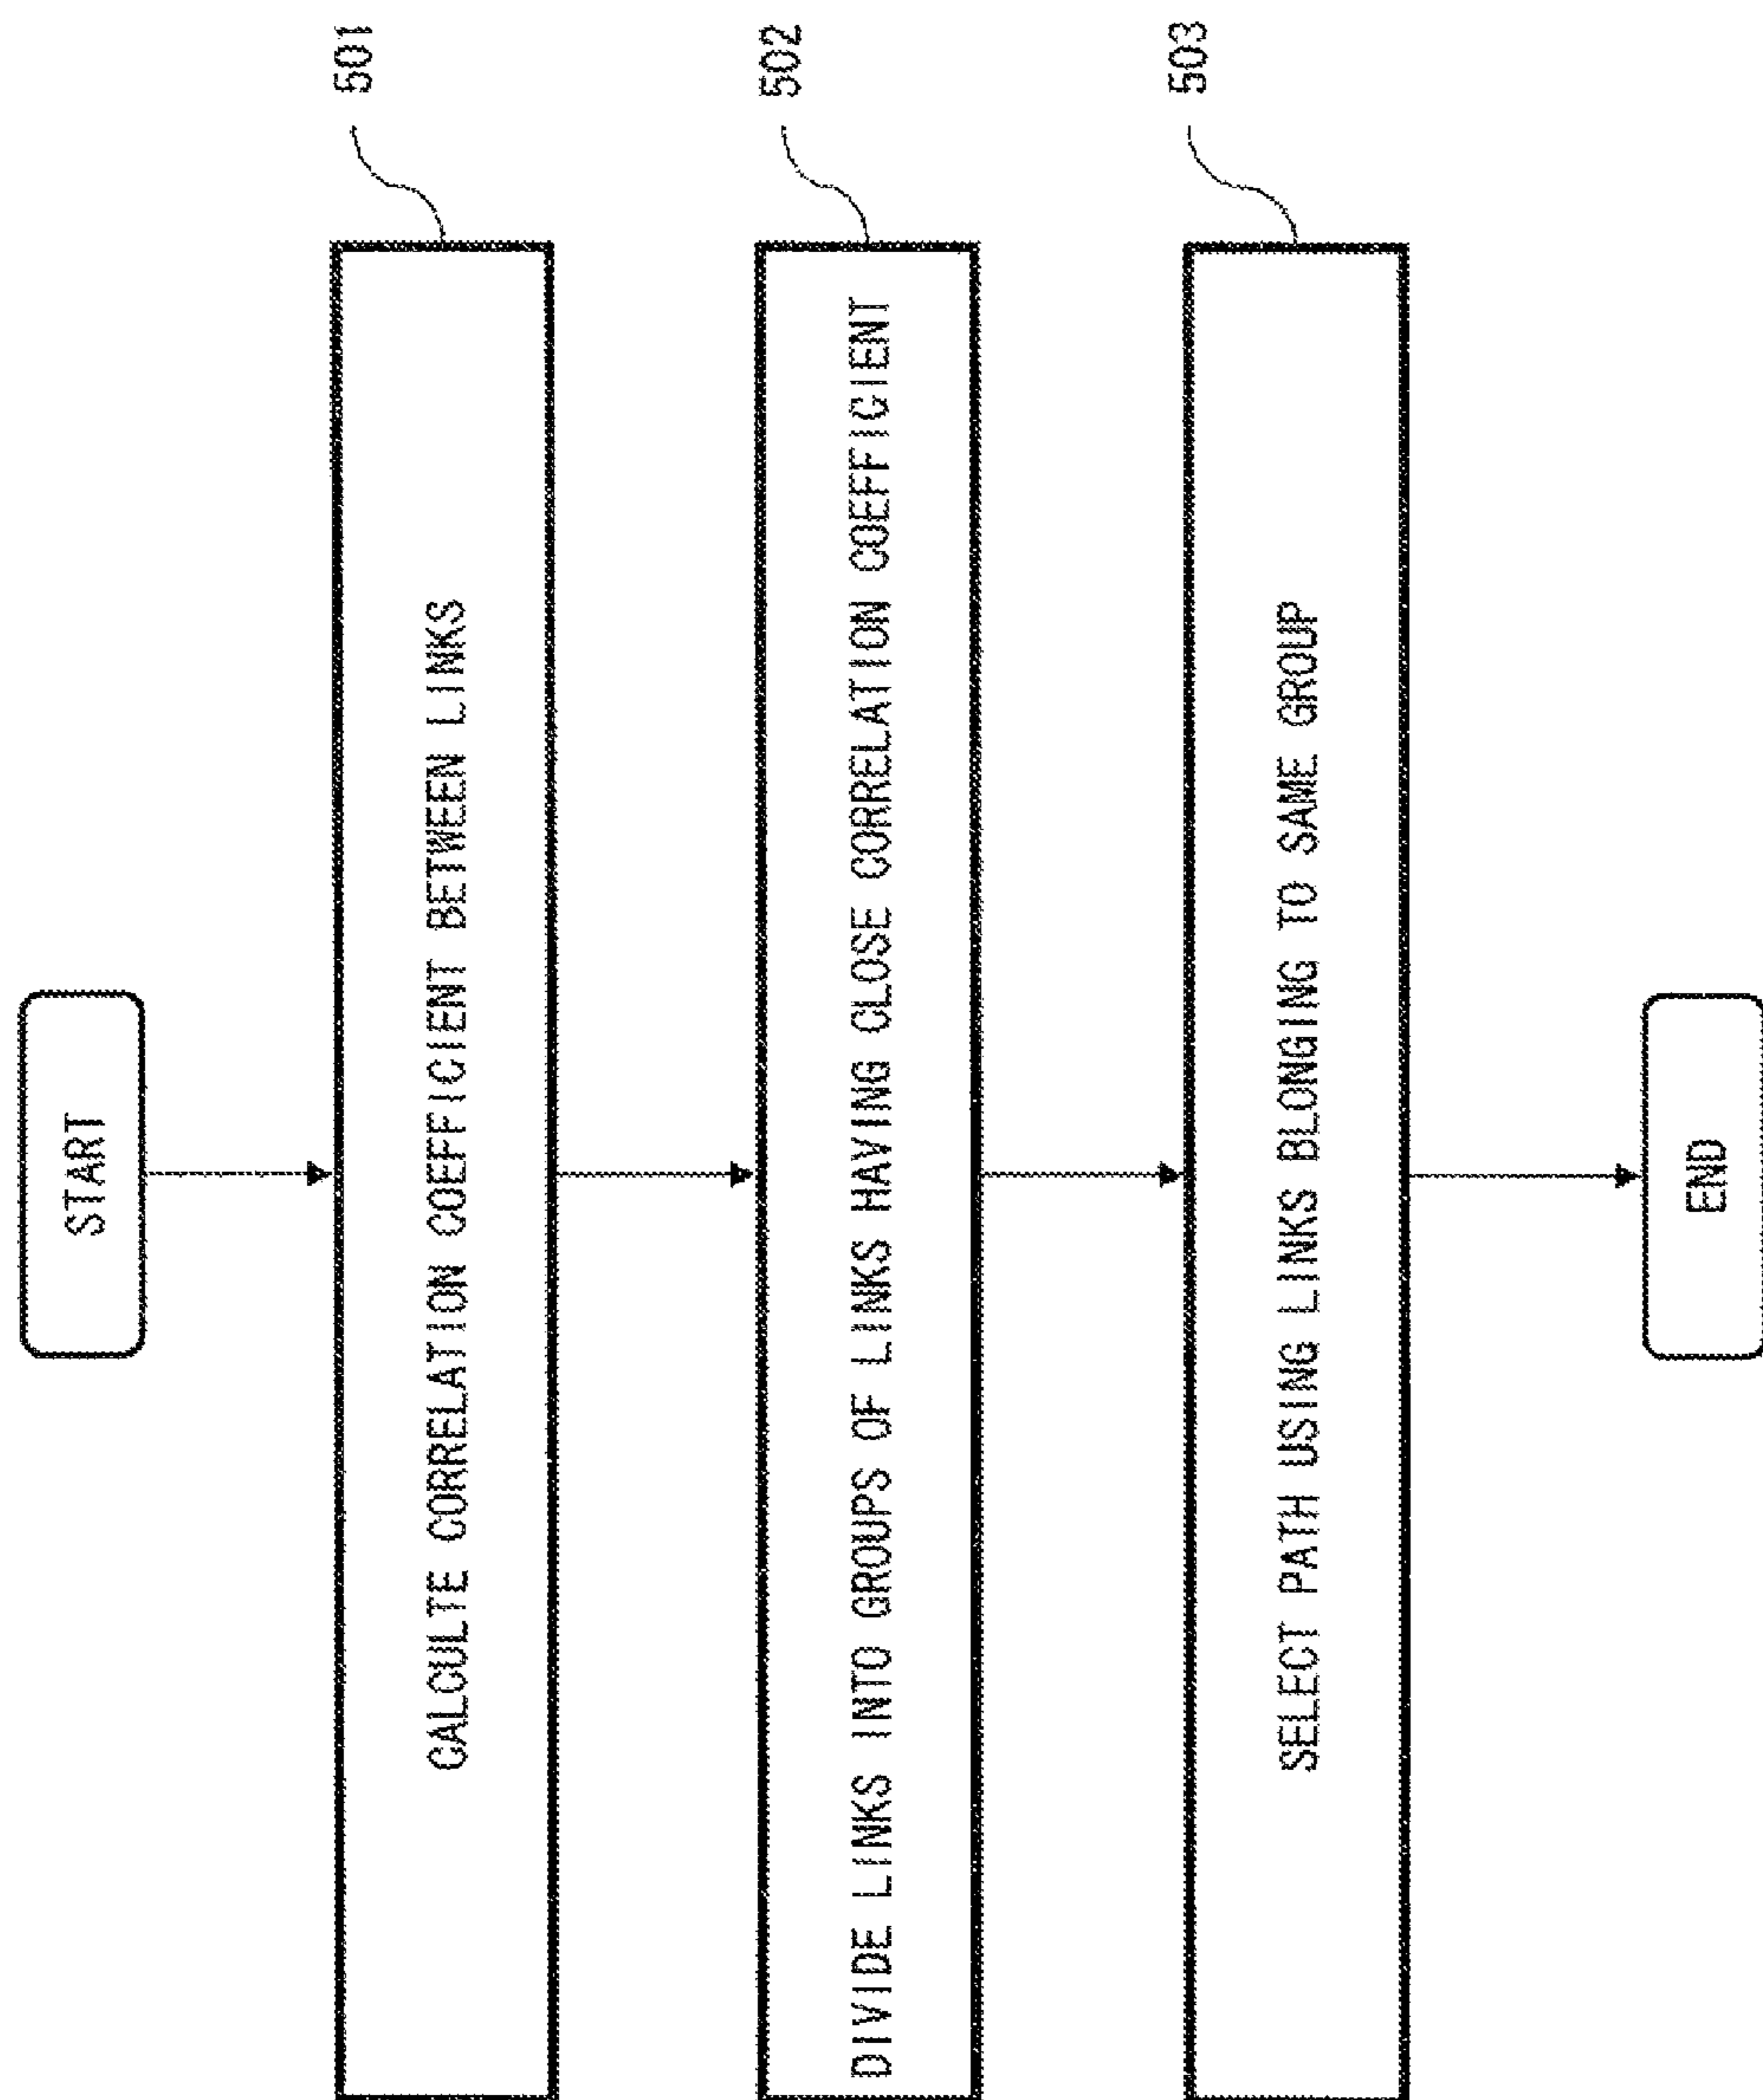 START
CALCULTE CORRELATION COEFFICIENT BETWEEN LINKS
501
DIVIDE LINKS INTO GROUPS OF LINKS HAVING CLOSE CORRELATION COEFFICIENT
502
SELECT PATH USING LINKS BLONGING TO SAME GROUP
503
END